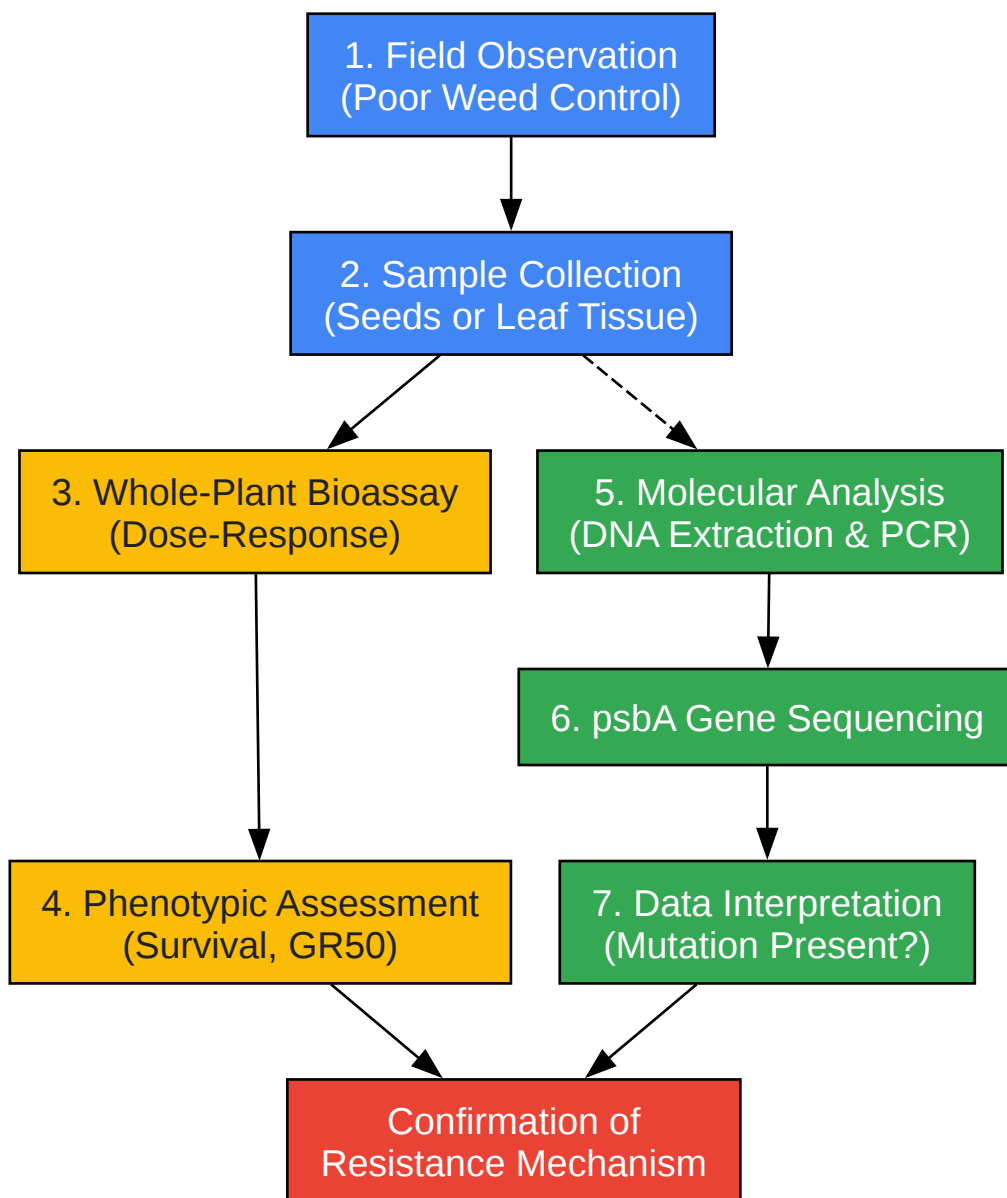 1. Field Observation
(Poor Weed Control)
2. Sample Collection
(Seeds or Leaf Tissue)
3. Whole-Plant Bioassay
(Dose-Response)
5. Molecular Analysis
(DNA Extraction & PCR)
6. psbA Gene Sequencing
4. Phenotypic Assessment
(Survival, GR50)
7. Data Interpretation
(Mutation Present?)
Confirmation of
Resistance Mechanism